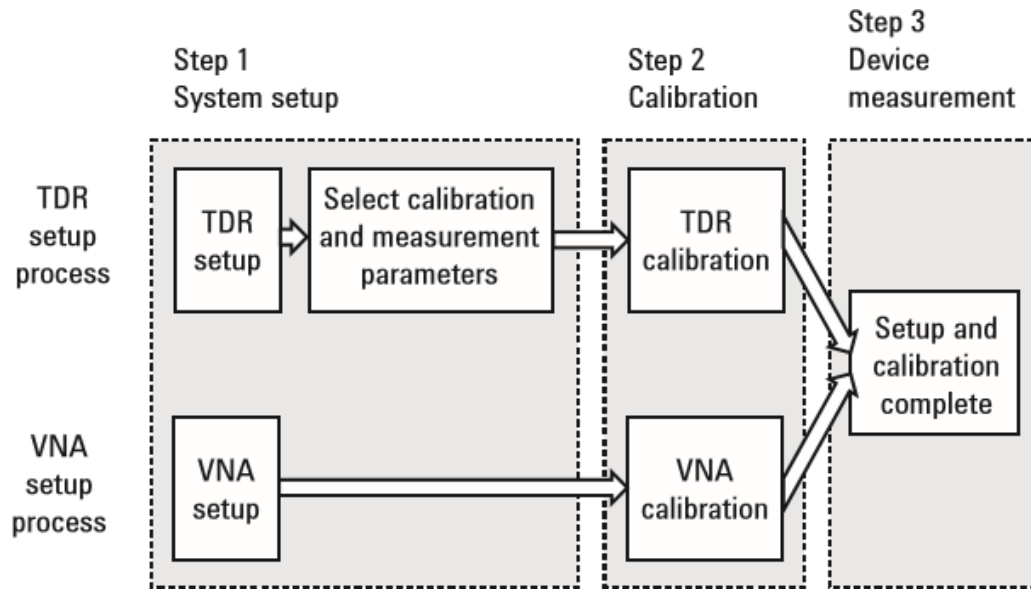 Step 1
System setup
Step 2
Calibration
Step 3
Device
measurement
TDR
setup
process
TDR
setup
Select calibration
and measurement
parameters
TDR
calibration
Setup and
calibration
complete
VNA
setup
process
VNA
setup
VNA
calibration